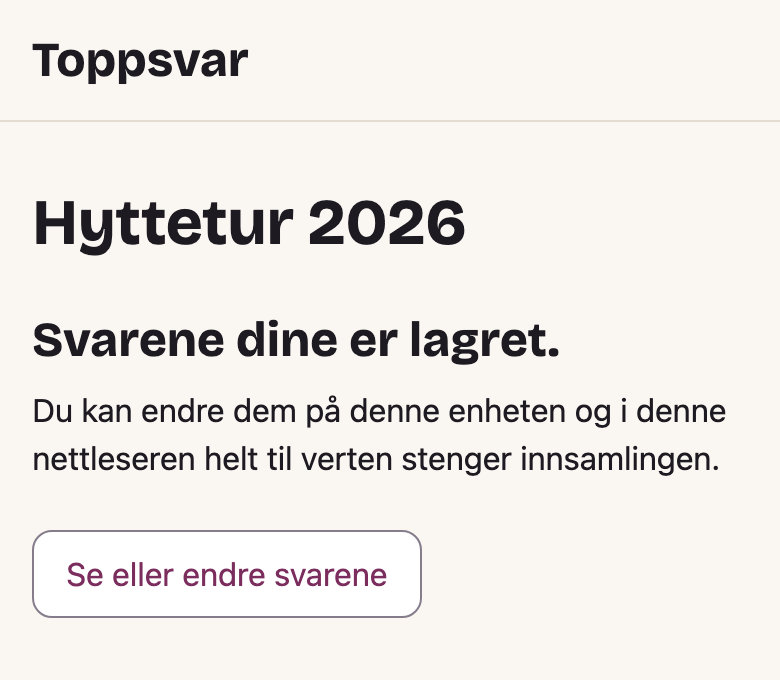 Toppsvar
Hyttetur 2026
Svarene dine er lagret.
Du kan endre dem på denne enheten og i denne
nettleseren helt til verten stenger innsamlingen.
Se eller endre svarene